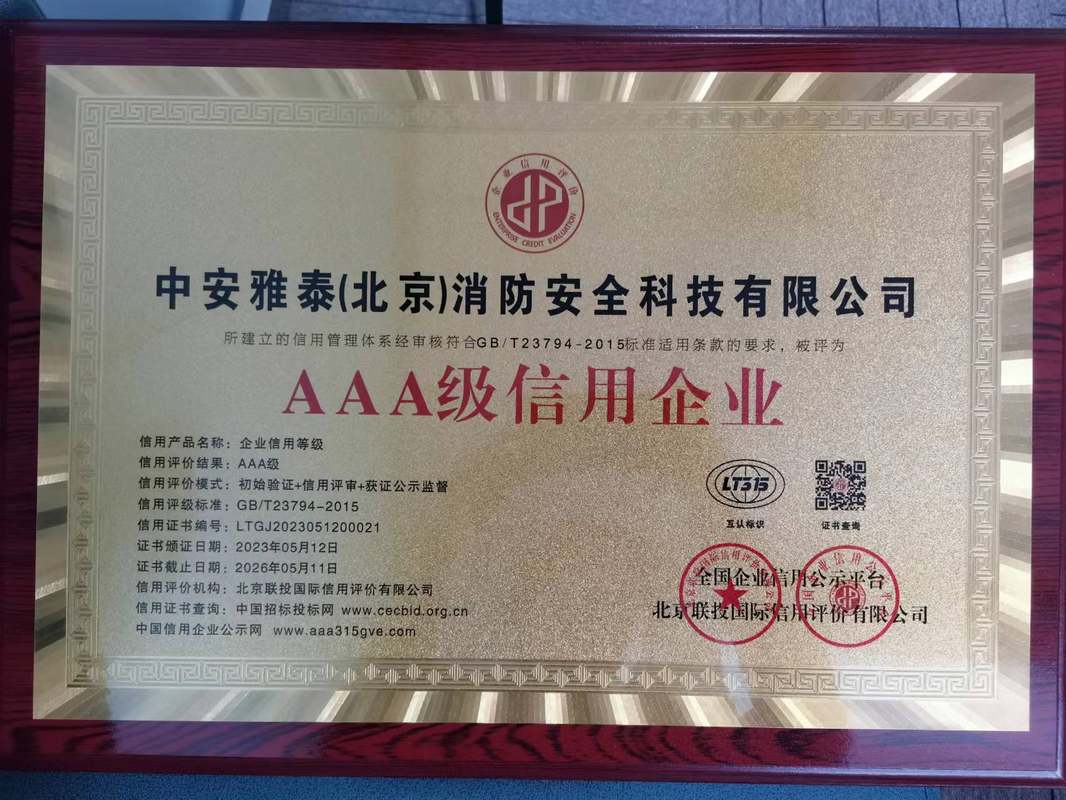 企业信用评价
ENTERPRISE CREDIT EVALUATION
中安雅泰(北京)消防安全科技有限公司
所建立的信用管理体系经审核符合GB/T23794-2015标准适用条款的要求，被评为
AAA级信用企业
信用产品名称：企业信用等级
信用评价结果：AAA级
信用评价模式：初始验证+信用评审+获证公示监督
信用评级标准：GB/T23794-2015
信用证书编号：LTGJ2023051200021
证书颁证日期：2023年05月12日
证书截止日期：2026年05月11日
信用评价机构：北京联投国际信用评价有限公司
信用证书查询：中国招标投标网 www.cecbid.org.cn
中国信用企业公示网 www.aaa315gve.com
LT315
互认标识
证书查询
全国企业信用公示平台
北京联投国际信用评价有限公司